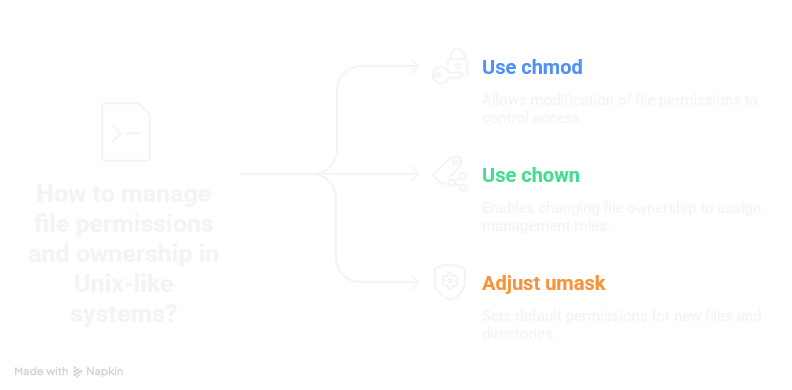 How to manage
file permissions
and ownership in
Unix-like
systems?
Use chmod
Allows modification of file permissions to
control access.
Use chown
Enables changing file ownership to assign
management roles.
Adjust umask
Sets default permissions for new files and
directories.
Made with Napkin